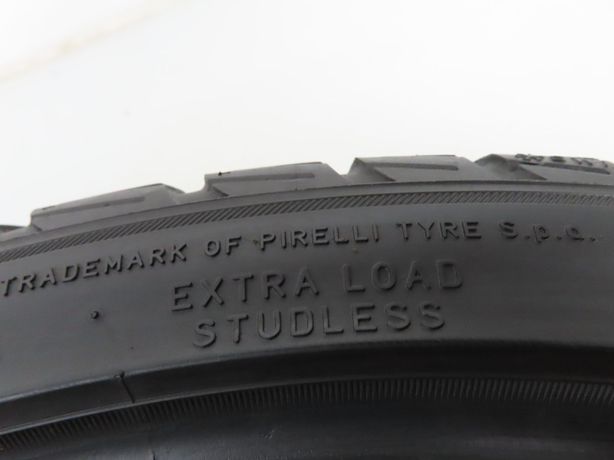 TRADEMARK OF PIRELLI TYRE S.p.a.
EXTRA LOAD
STUDLESS